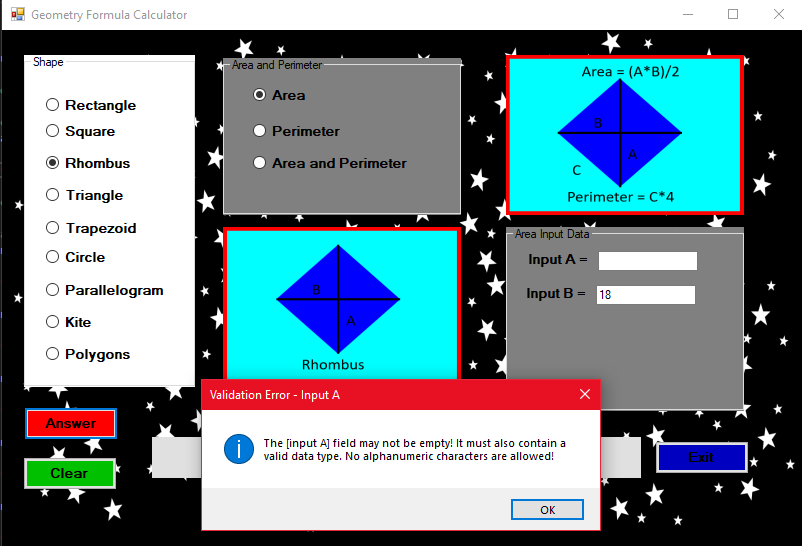 Geometry Formula Calculator
Shape
Rectangle
Square
Rhombus
Triangle
Trapezoid
Circle
Parallelogram
Kite
Polygons
Area and Perimeter
Area
Perimeter
Area and Perimeter
Area = (A*B)/2
B
A
C
Perimeter = C*4
B
A
Rhombus
Area Input Data
Input A =
Input B = 18
Validation Error - Input A
The [input A] field may not be empty! It must also contain a
valid data type. No alphanumeric characters are allowed!
OK
Answer
Clear
Exit